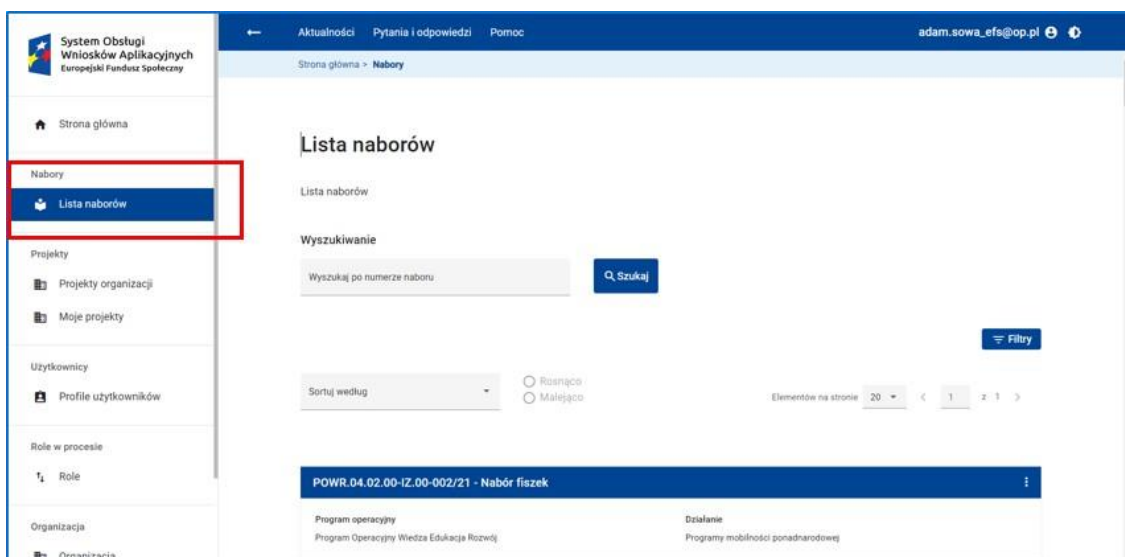 System Obsługi
Wniosków Aplikacyjnych
Europejski Fundusz Społeczny
Aktualności Pytania i odpowiedzi Pomoc
adam.sowa_efs@op.pl
Strona główna > Nabory
Strona główna
Nabory
Lista naborów
Projekty
Projekty organizacji
Moje projekty
Użytkownicy
Profile użytkowników
Role w procesie
Role
Organizacja
Organizacja
Lista naborów
Lista naborów
Wyszukiwanie
Wyszukaj po numerze naboru
Szukaj
Filtry
Sortuj według
Rosnąco
Malejąco
Elementów na stronie 20 < 1 z 1 >
POWR.04.02.00-IZ.00-002/21 - Nabór fiszek
Program operacyjny
Program Operacyjny Wiedza Edukacja Rozwój
Działanie
Programy mobilności ponadnarodowej